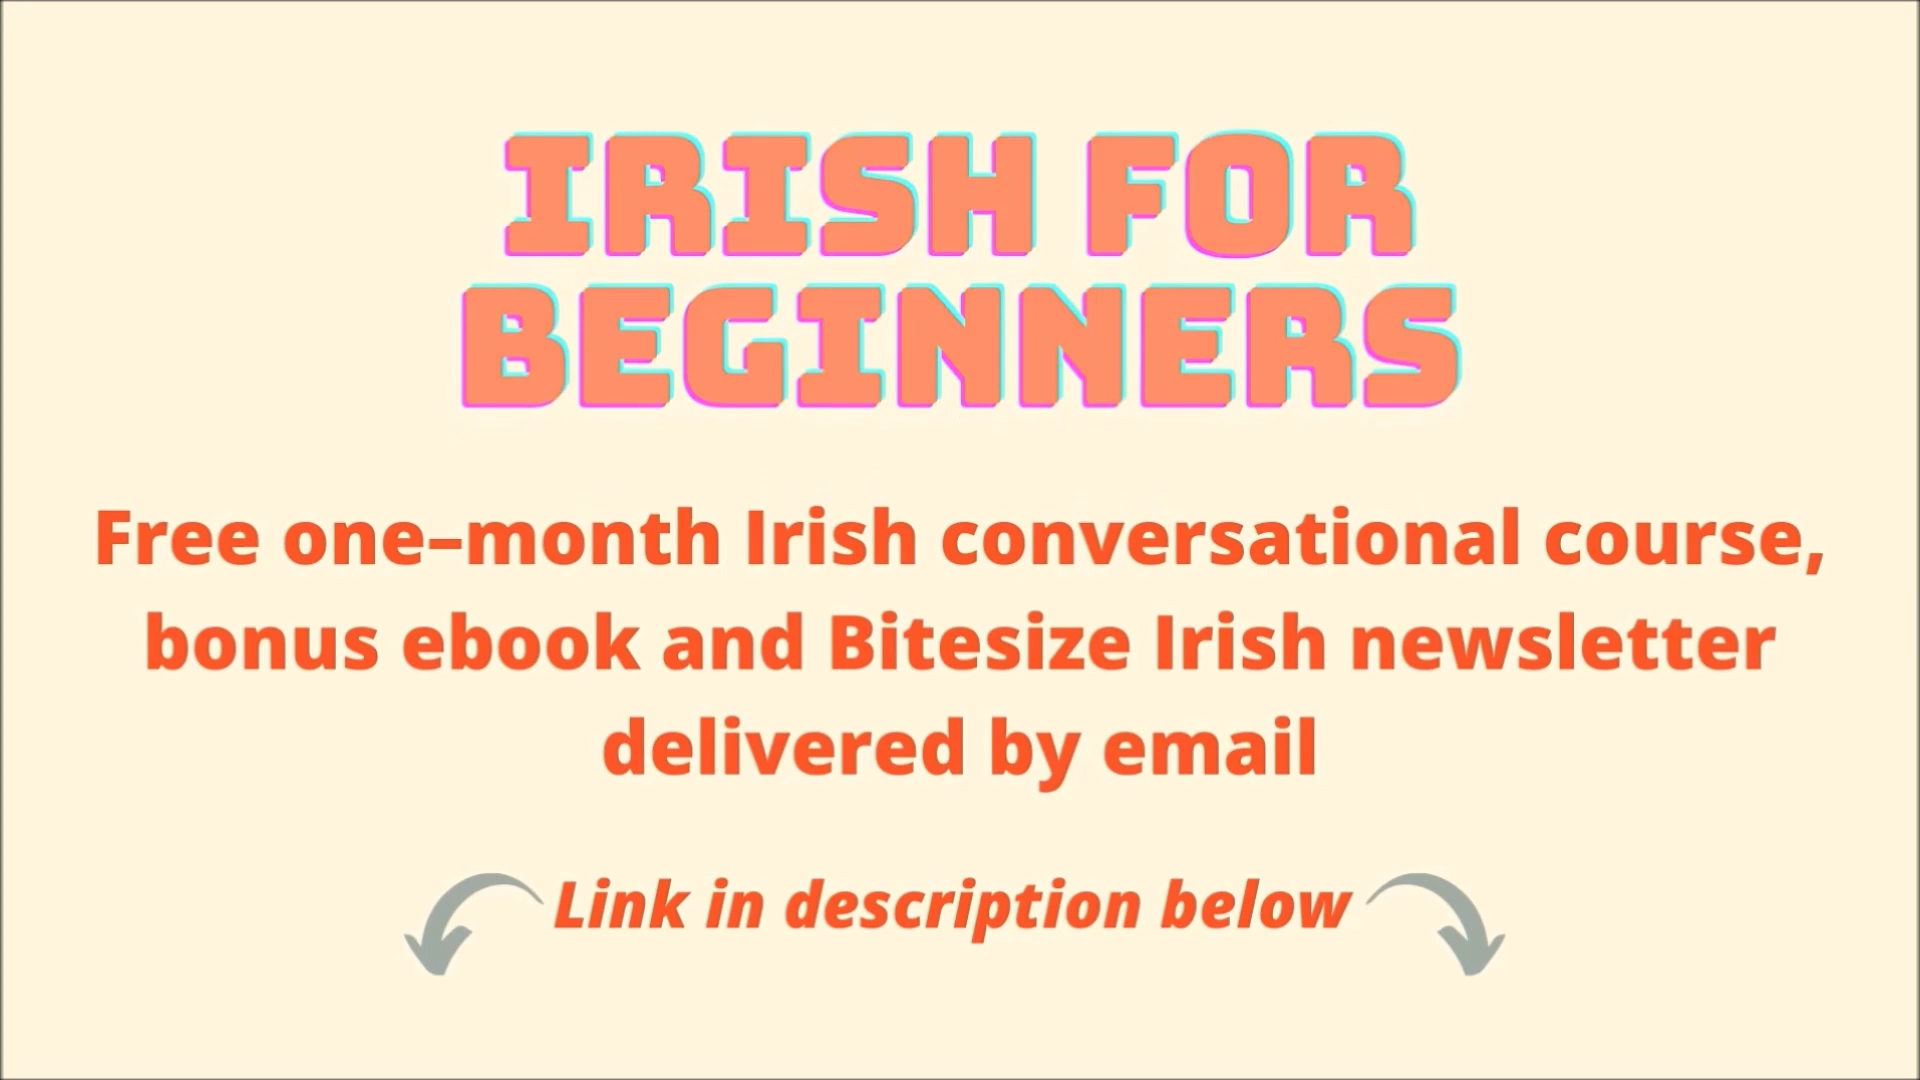 IRISH FOR
BEGINNERS
Free one–month Irish conversational course,
bonus ebook and Bitesize Irish newsletter
delivered by email
Link in description below